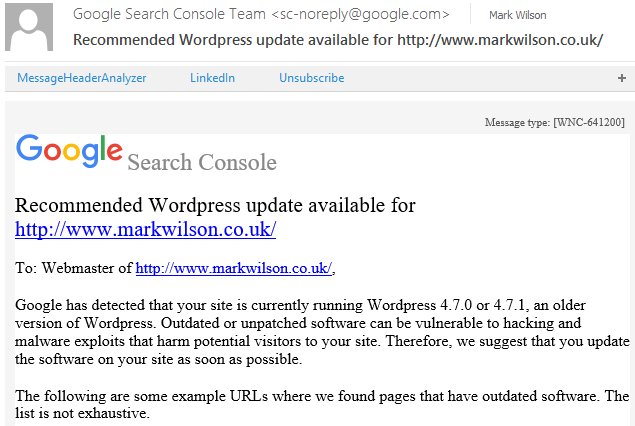 Google Search Console Team <sc-noreply@google.com> Mark Wilson
Recommended Wordpress update available for http://www.markwilson.co.uk/
MessageHeaderAnalyzer LinkedIn Unsubscribe +
Message type: [WNC-641200]
Google Search Console
Recommended Wordpress update available for
http://www.markwilson.co.uk/
To: Webmaster of http://www.markwilson.co.uk/,
Google has detected that your site is currently running Wordpress 4.7.0 or 4.7.1, an older
version of Wordpress. Outdated or unpatched software can be vulnerable to hacking and
malware exploits that harm potential visitors to your site. Therefore, we suggest that you update
the software on your site as soon as possible.
The following are some example URLs where we found pages that have outdated software. The
list is not exhaustive.